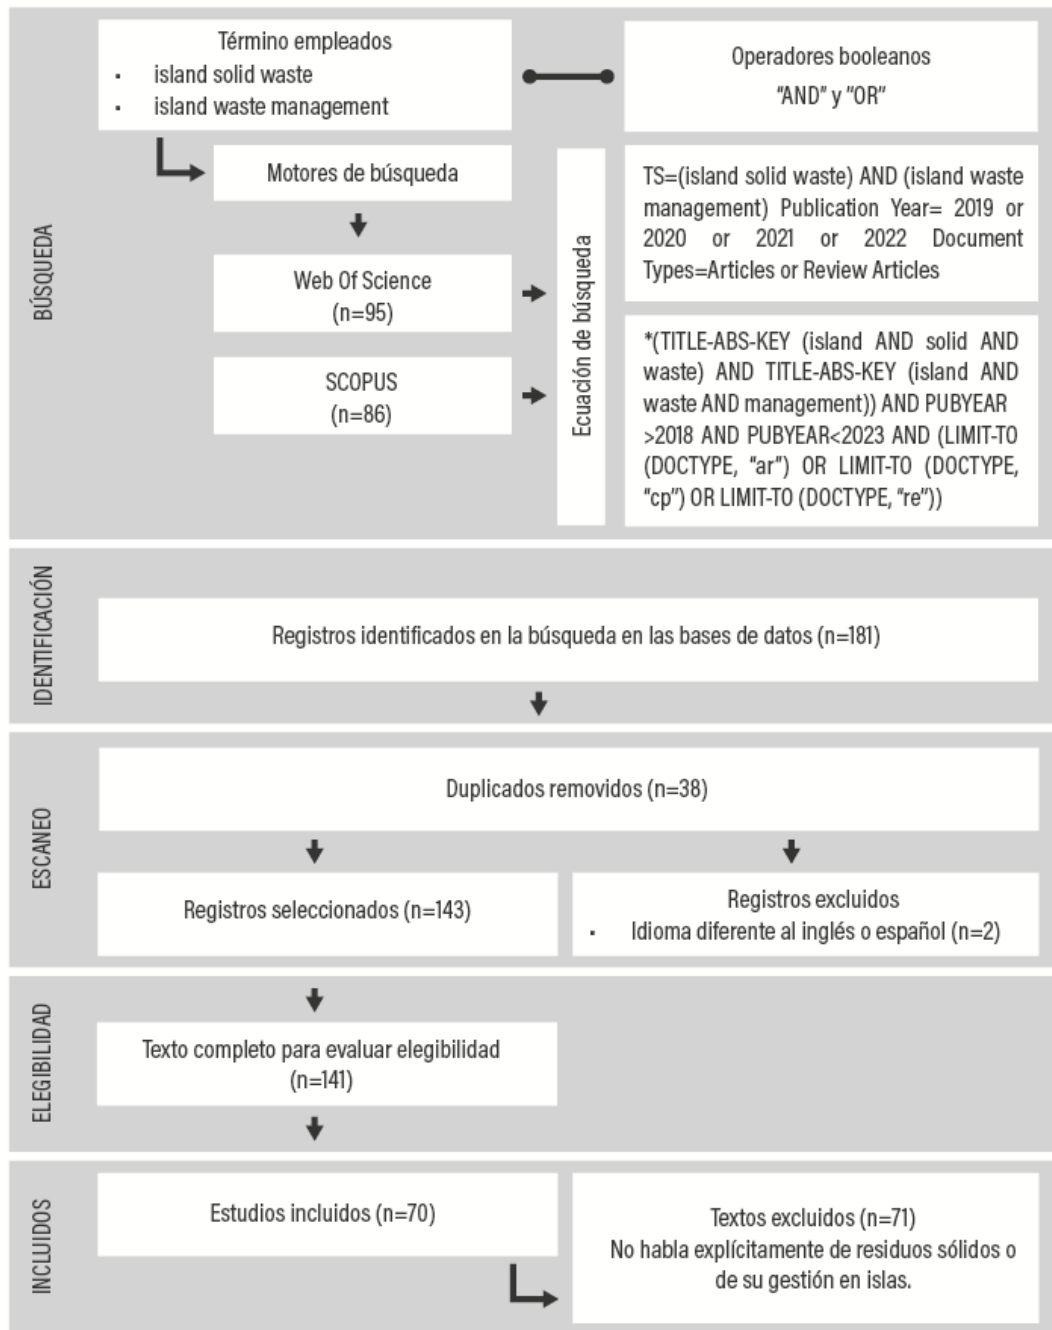 BÚSQUEDA
Término empleados
▪ island solid waste
▪ island waste management
Operadores booleanos
“AND” y “OR”
Motores de búsqueda
Web Of Science
(n=95)
SCOPUS
(n=86)
Ecuación de búsqueda
TS=(island solid waste) AND (island waste
management) Publication Year= 2019 or
2020 or 2021 or 2022 Document
Types=Articles or Review Articles
*(TITLE-ABS-KEY (island AND solid AND
waste) AND TITLE-ABS-KEY (island AND
waste AND management)) AND PUBYEAR
>2018 AND PUBYEAR<2023 AND (LIMIT-TO
(DOCTYPE, “ar”) OR LIMIT-TO (DOCTYPE,
“cp”) OR LIMIT-TO (DOCTYPE, “re”))
IDENTIFICACIÓN
Registros identificados en la búsqueda en las bases de datos (n=181)
ESCANEO
Duplicados removidos (n=38)
Registros seleccionados (n=143)
Registros excluidos
▪ Idioma diferente al inglés o español (n=2)
ELEGIBILIDAD
Texto completo para evaluar elegibilidad
(n=141)
INCLUIDOS
Estudios incluidos (n=70)
Textos excluidos (n=71)
No habla explícitamente de residuos sólidos o
de su gestión en islas.